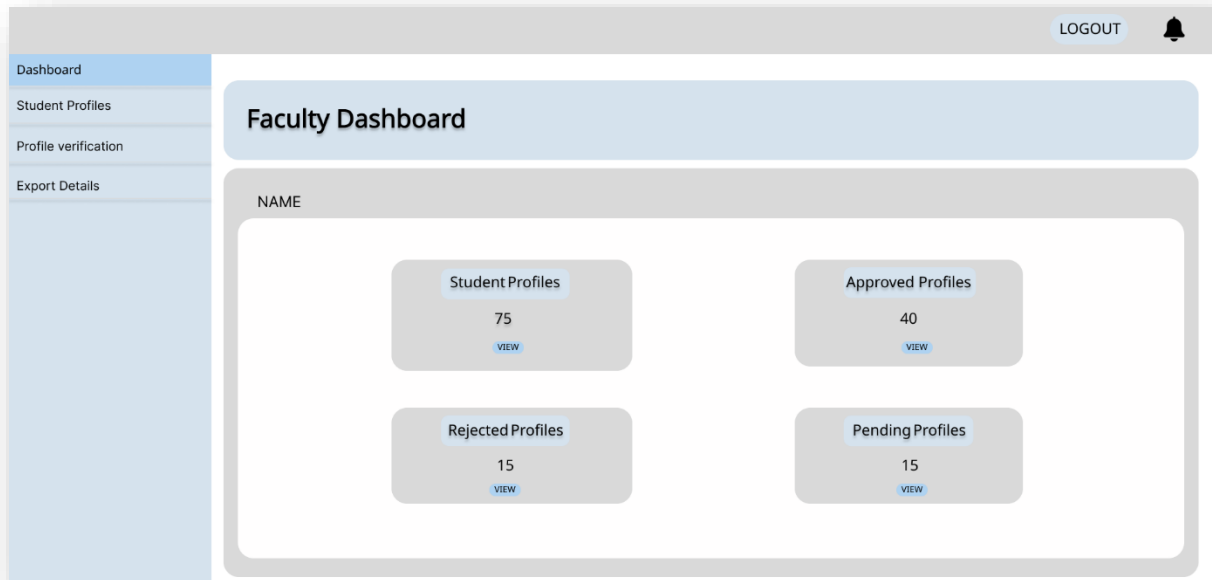 LOGOUT
Dashboard
Student Profiles
Profile verification
Export Details
Faculty Dashboard
NAME
Student Profiles
75
VIEW
Approved Profiles
40
VIEW
Rejected Profiles
15
VIEW
Pending Profiles
15
VIEW